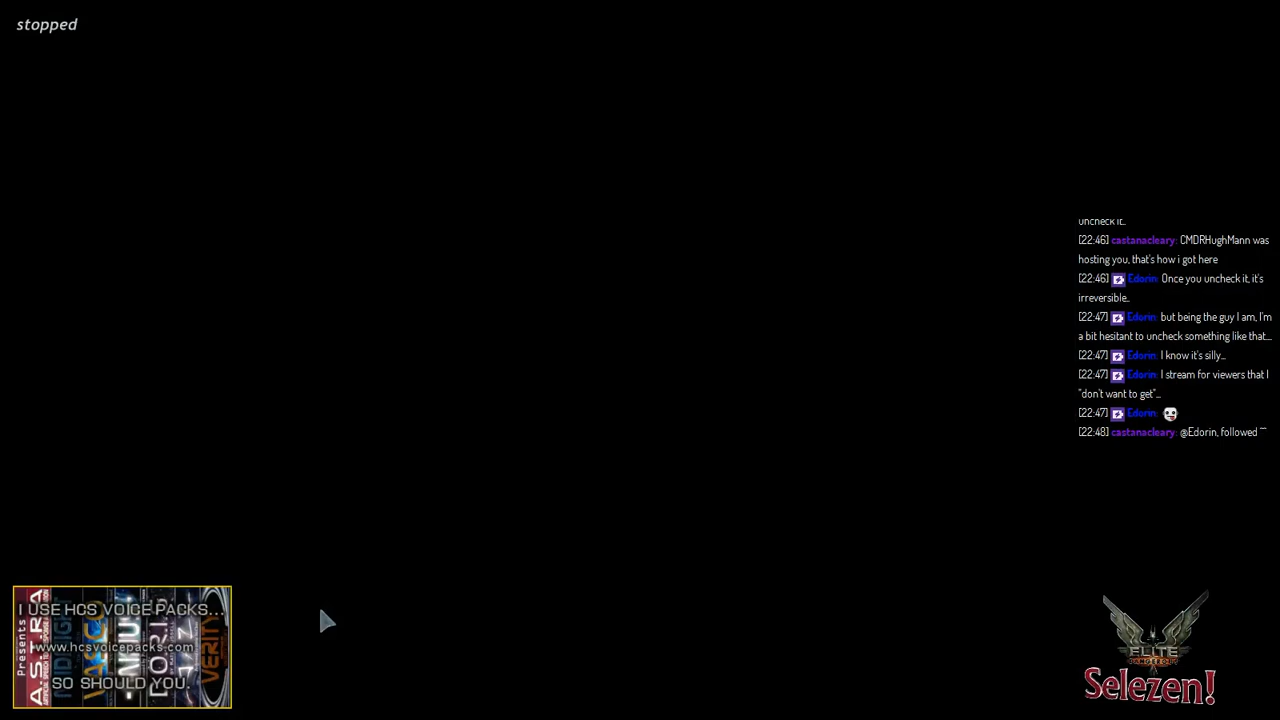 stopped
uncheck it..
[22:46] castanacleary: CMDRHughMann was
hosting you, that's how i got here
[22:46] Edorin: Once you uncheck it, it's
irreversible..
[22:47] Edorin: but being the guy I am, I'm
a bit hesitant to uncheck something like that...
[22:47] Edorin: I know it's silly...
[22:47] Edorin: I stream for viewers that I
"don't want to get"...
[22:47] Edorin:
[22:48] castanacleary: @Edorin, followed ~~
I USE HCS VOICE PACKS...
www.hcsvoicepacks.com
SO SHOULD YOU.
Presents
A.S.T.R.A
MIDNIGHT
VASCO
VERITY
ELITE
DANGEROUS
Selezen!